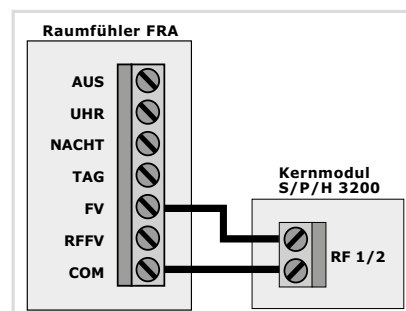 Raumfühler FRA
AUS
UHR
NACHT
TAG
FV
RFFV
COM
Kernmodul
S/P/H 3200
RF 1/2